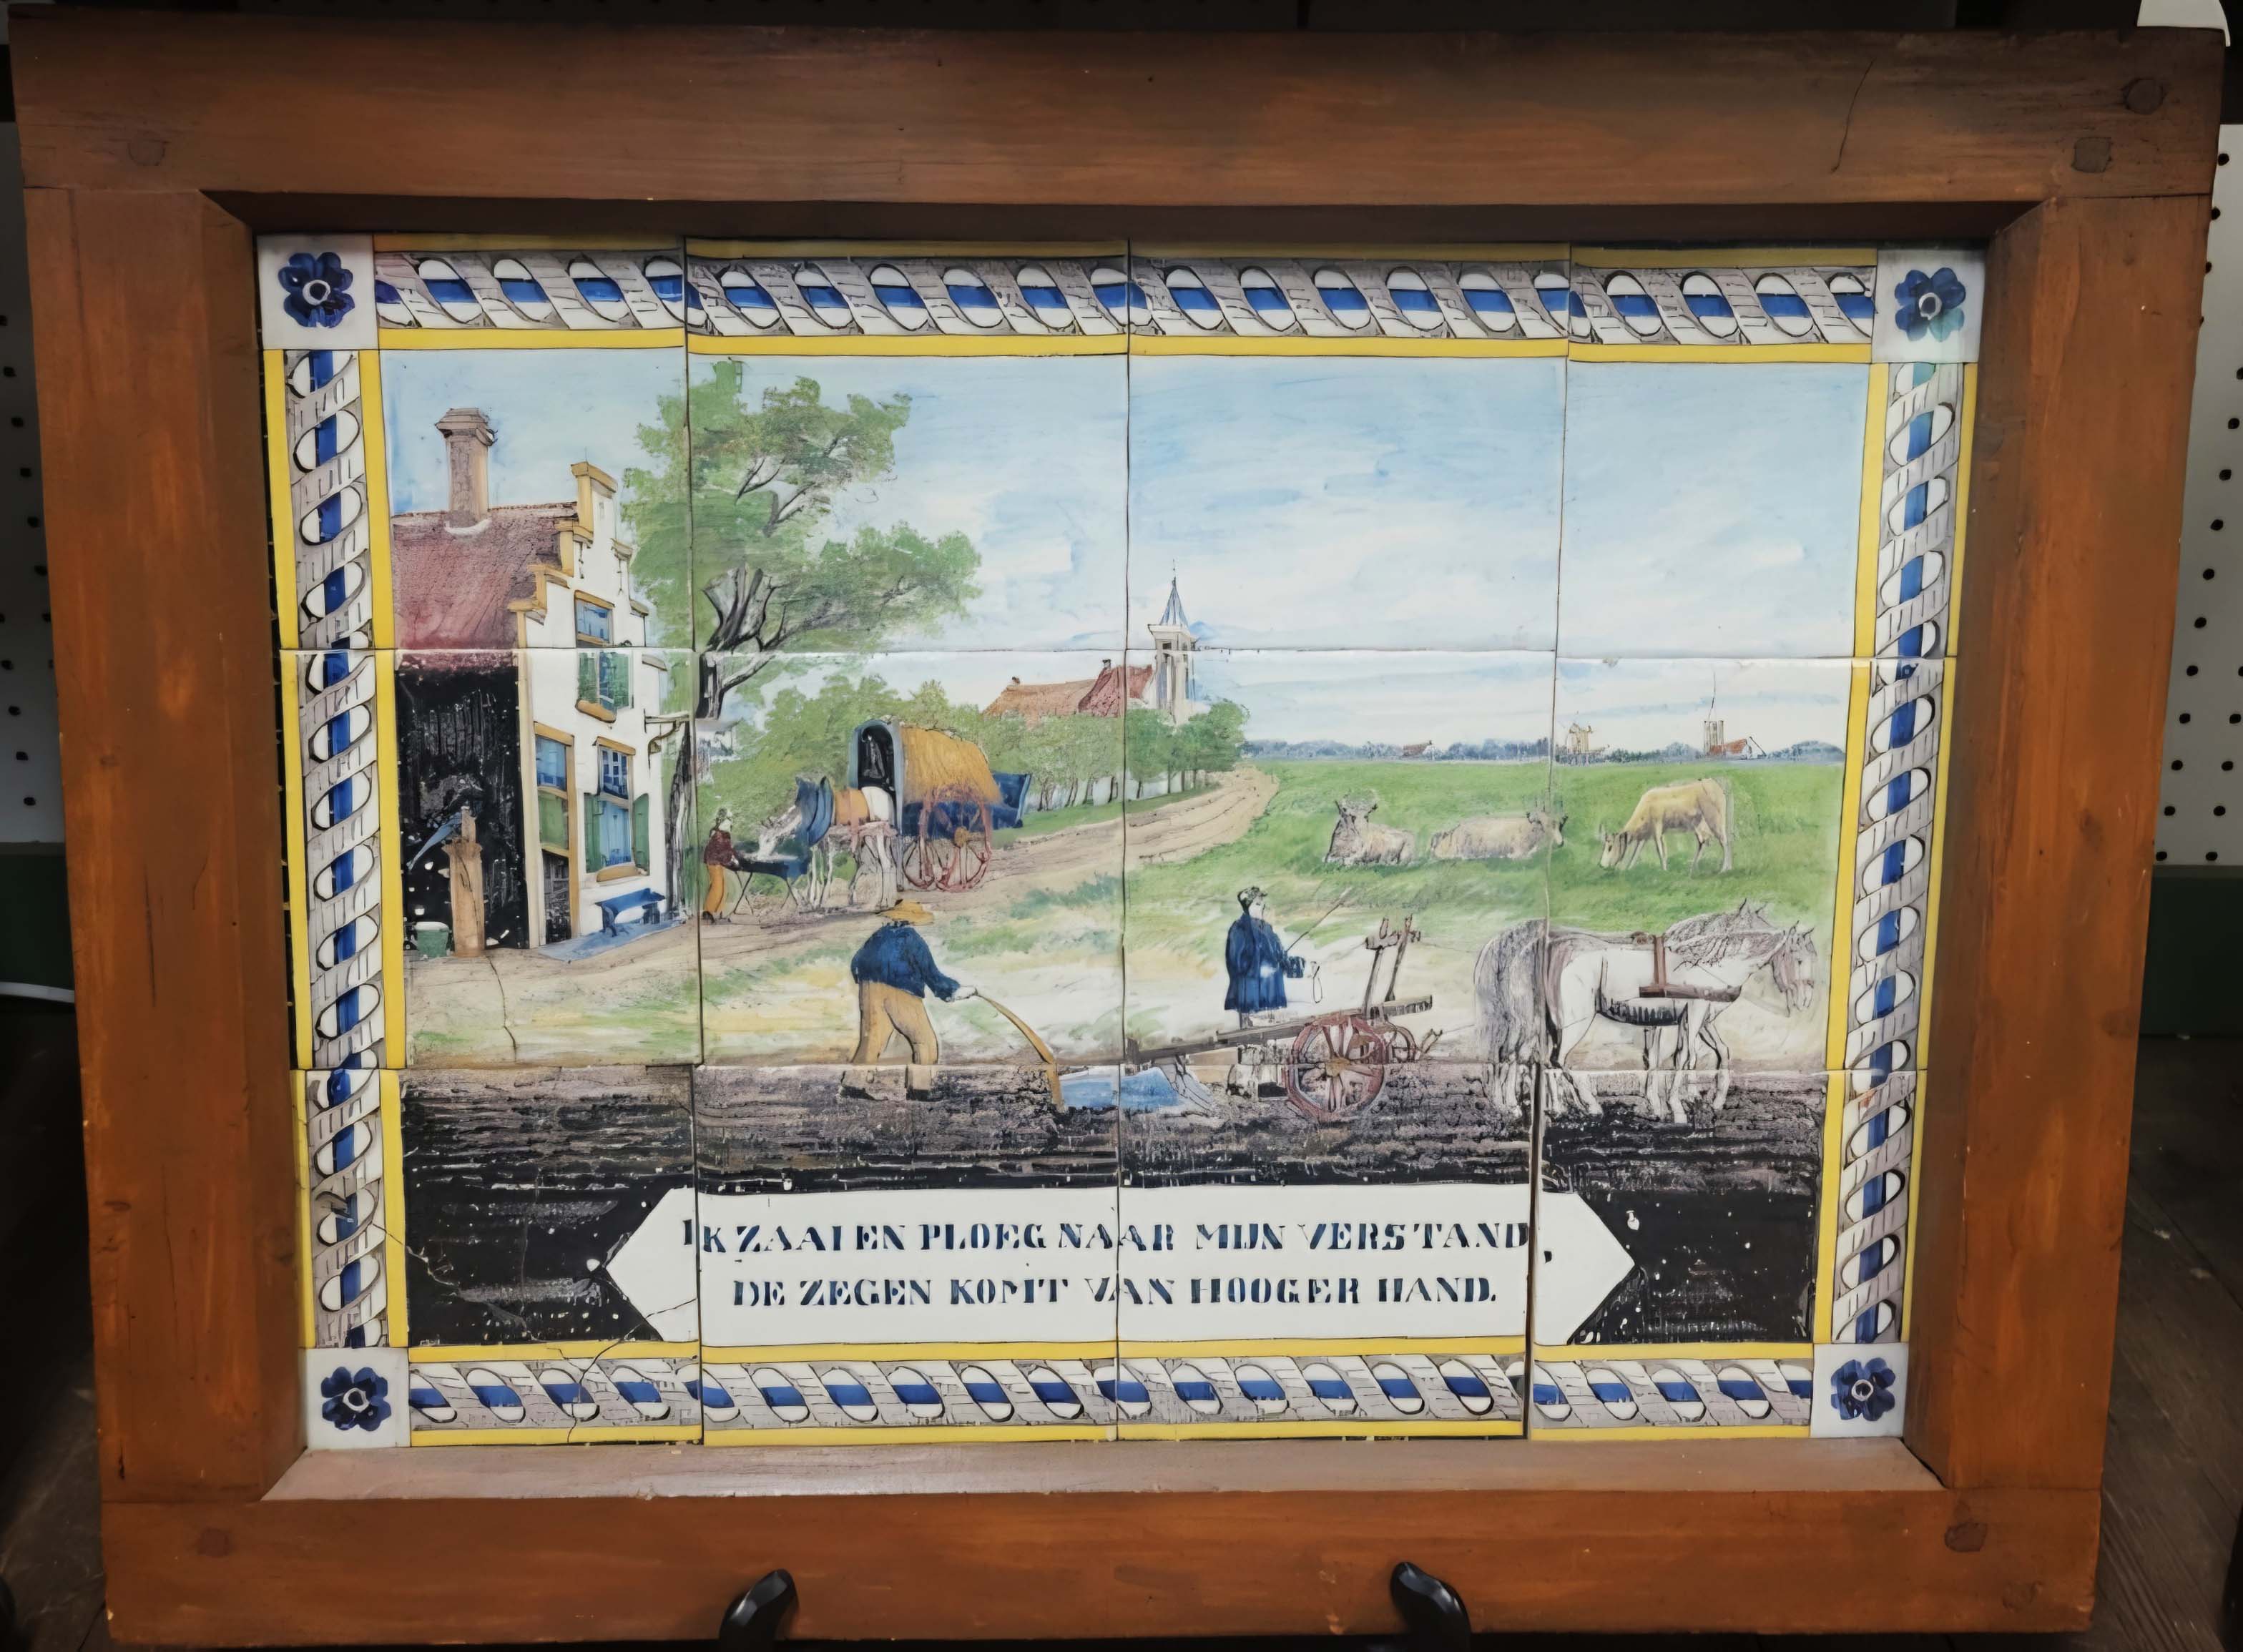 IK ZAAI EN PLOEG NAAR MIJN VERSTAND,
DE ZEGEN KOMT VAN HOOGER HAND.